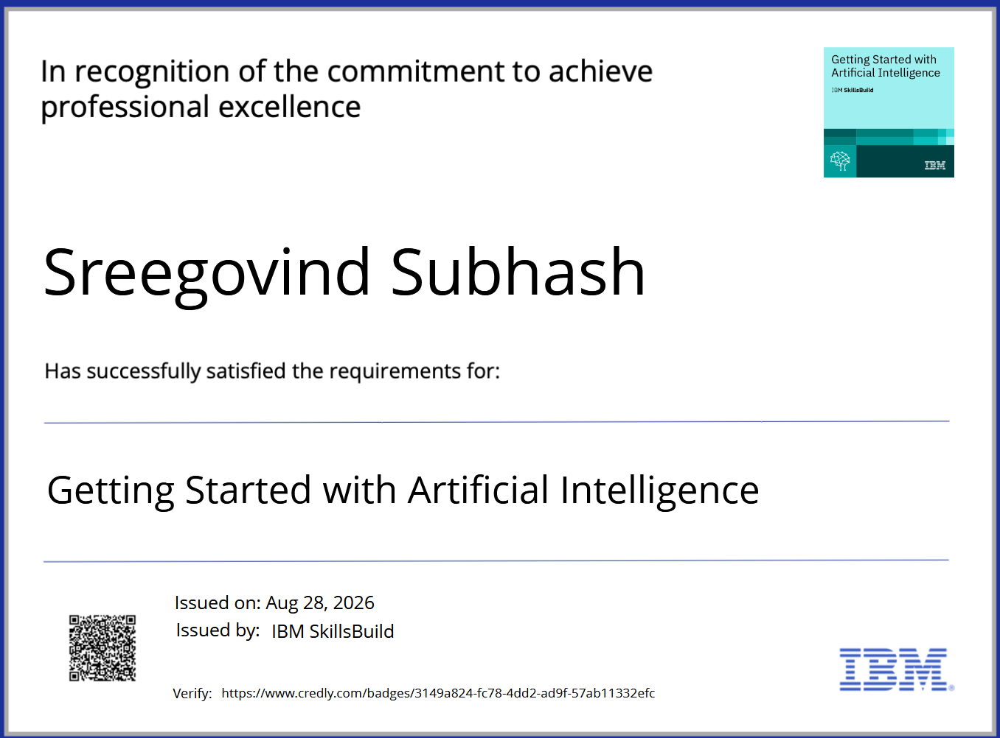 In recognition of the commitment to achieve
professional excellence
Getting Started with
Artificial Intelligence
IBM SkillsBuild
IBM
Sreegovind Subhash
Has successfully satisfied the requirements for:
Getting Started with Artificial Intelligence
Issued on: Aug 28, 2026
Issued by: IBM SkillsBuild
Verify: https://www.credly.com/badges/3149a824-fc78-4dd2-ad9f-57ab11332efc
IBM®